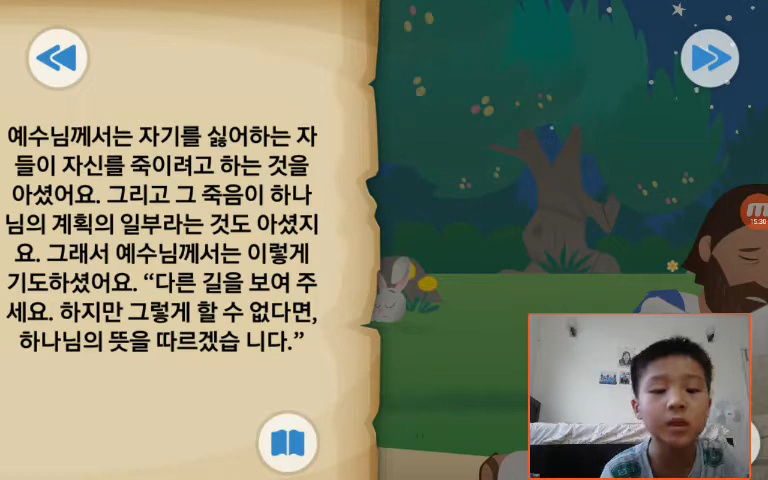 예수님께서는 자기를 싫어하는 자
들이 자신을 죽이려고 하는 것을
아셨어요. 그리고 그 죽음이 하나
님의 계획의 일부라는 것도 아셨지
요. 그래서 예수님께서는 이렇게
기도하셨어요. “다른 길을 보여 주
세요. 하지만 그렇게 할 수 없다면,
하나님의 뜻을 따르겠습 니다.”
15:30